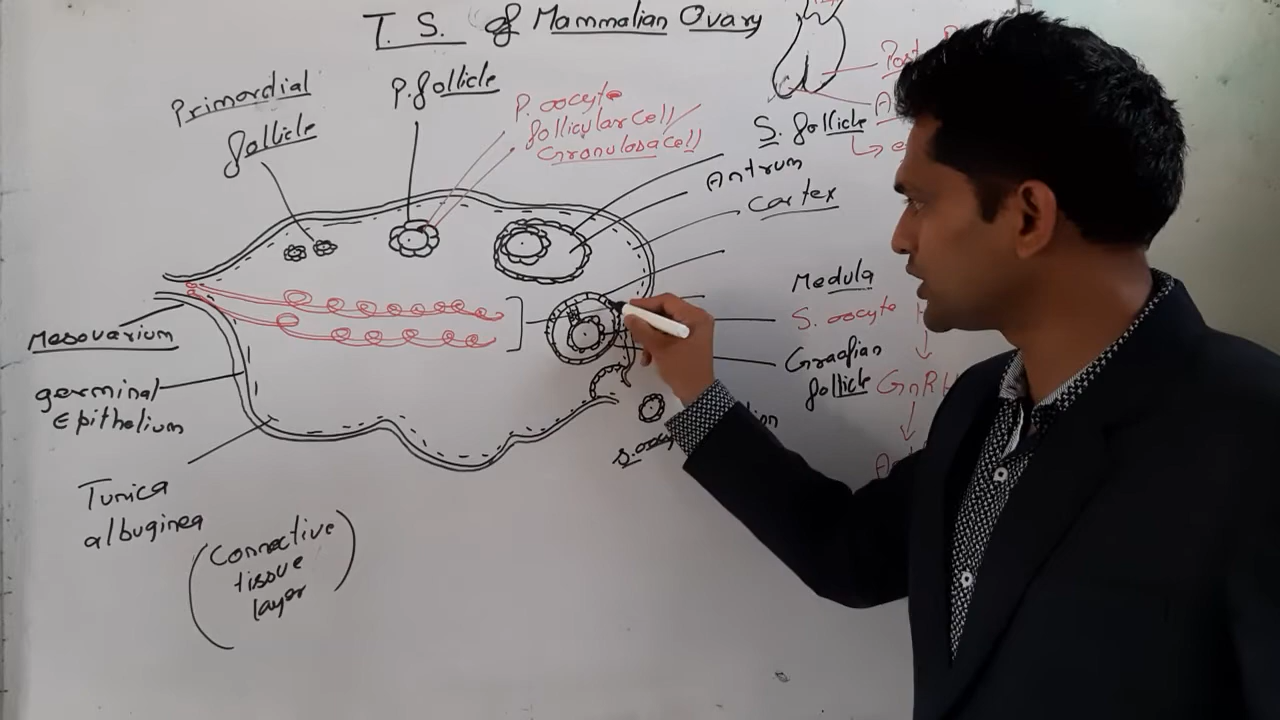 T. S. of Mammalian Ovary
Primordial
follicle
P. follicle
P. oocyte
follicular cell/
Granulosa cell
S. follicle
Antrum
Cortex
Medula
S. oocyte
Graafian
follicle
GnRH
Mesovarium
germinal
Epithelium
Tunica
albuginea
(Connective
tissue
layer)